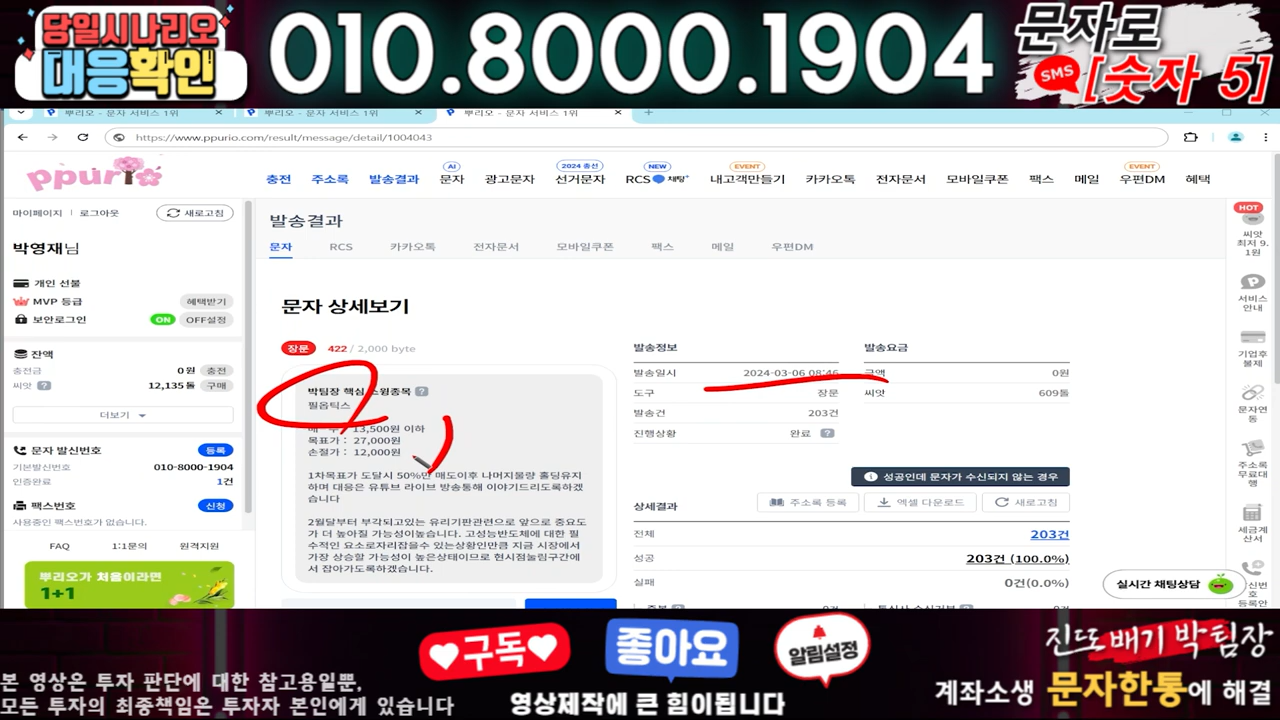 당일시나리오
대응확인
010.8000.1904
문자로
SMS
[숫자 5]
뿌리오 - 문자 서비스 1위
뿌리오 - 문자 서비스 1위
뿌리오 - 문자 서비스 1위
https://www.ppurio.com/result/message/detail/1004043
ppurio
충전
주소록
발송결과
AI
문자
광고문자
2024 총선
선거문자
NEW
RCS 채팅+
EVENT
내고객만들기
카카오톡
전자문서
모바일쿠폰
팩스
메일
EVENT
우편DM
혜택
마이페이지 | 로그아웃
새로고침
박영재님
개인 선불
MVP 등급
혜택받기
보안로그인
ON
OFF설정
잔액
충전금
0 원
충전
씨앗 ?
12,135 톨
구매
더보기
문자 발신번호
등록
기본발신번호
010-8000-1904
인증완료
1건
팩스번호
신청
사용중인 팩스번호가 없습니다.
FAQ
1:1문의
원격지원
뿌리오가 처음이라면
1+1
발송결과
문자
RCS
카카오톡
전자문서
모바일쿠폰
팩스
메일
우편DM
문자 상세보기
장문
422 / 2,000 byte
박팀장 핵심
종목 ?
필옵틱스
13,500원 이하
목표가 : 27,000원
손절가 : 12,000원
1차목표가 도달시 50%만 매도이후 나머지물량 홀딩유지
하며 대응은 유튜브 라이브 방송통해 이야기드리도록하겠
습니다
2월달부터 부각되고있는 유리기판관련으로 앞으로 중요도
가 더 높아질 가능성이높습니다. 고성능반도체에 대한 필
수적인 요소로자리잡을수 있는상황인만큼 지금 시장에서
가장 상승할 가능성이 높은상태이므로 현시점눌림구간에
서 잡아가도록하겠습니다.
발송정보
발송일시
2024-03-06 08:46
도구
장문
발송건
203건
진행상황
완료 ?
발송요금
금액
0원
씨앗
609톨
성공인데 문자가 수신되지 않는 경우
상세결과
주소록 등록
엑셀 다운로드
새로고침
전체
203건
성공
203건 (100.0%)
실패
0건(0.0%)
실시간 채팅상담
HOT
씨앗
최저 9.
1원
서비스
안내
기업후
불제
문자연
동
주소록
무료대
행
세금계
산서
구독
좋아요
알림설정
영상제작에 큰 힘이됩니다
본 영상은 투자 판단에 대한 참고용일뿐,
모든 투자의 최종책임은 투자자 본인에게 있습니다
진또배기 박팀장
계좌소생 문자한통에 해결